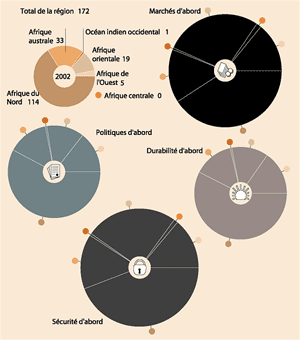 Total de la région 172
Marchés d'abord
Afrique
australe 33
Océan indien occidental 1
Afrique
orientale 19
2002
Afrique de
l'Ouest 5
Afrique du
Nord 114
Afrique centrale 0
Politiques d'abord
Durabilité d'abord
Sécurité d'abord